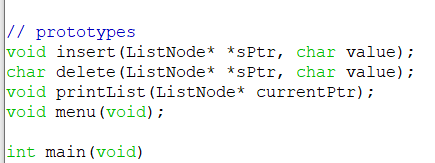 // prototypes
void insert(ListNode* *sPtr, char value);
char delete(ListNode* *sPtr, char value);
void printList(ListNode* currentPtr);
void menu(void);
int main(void)